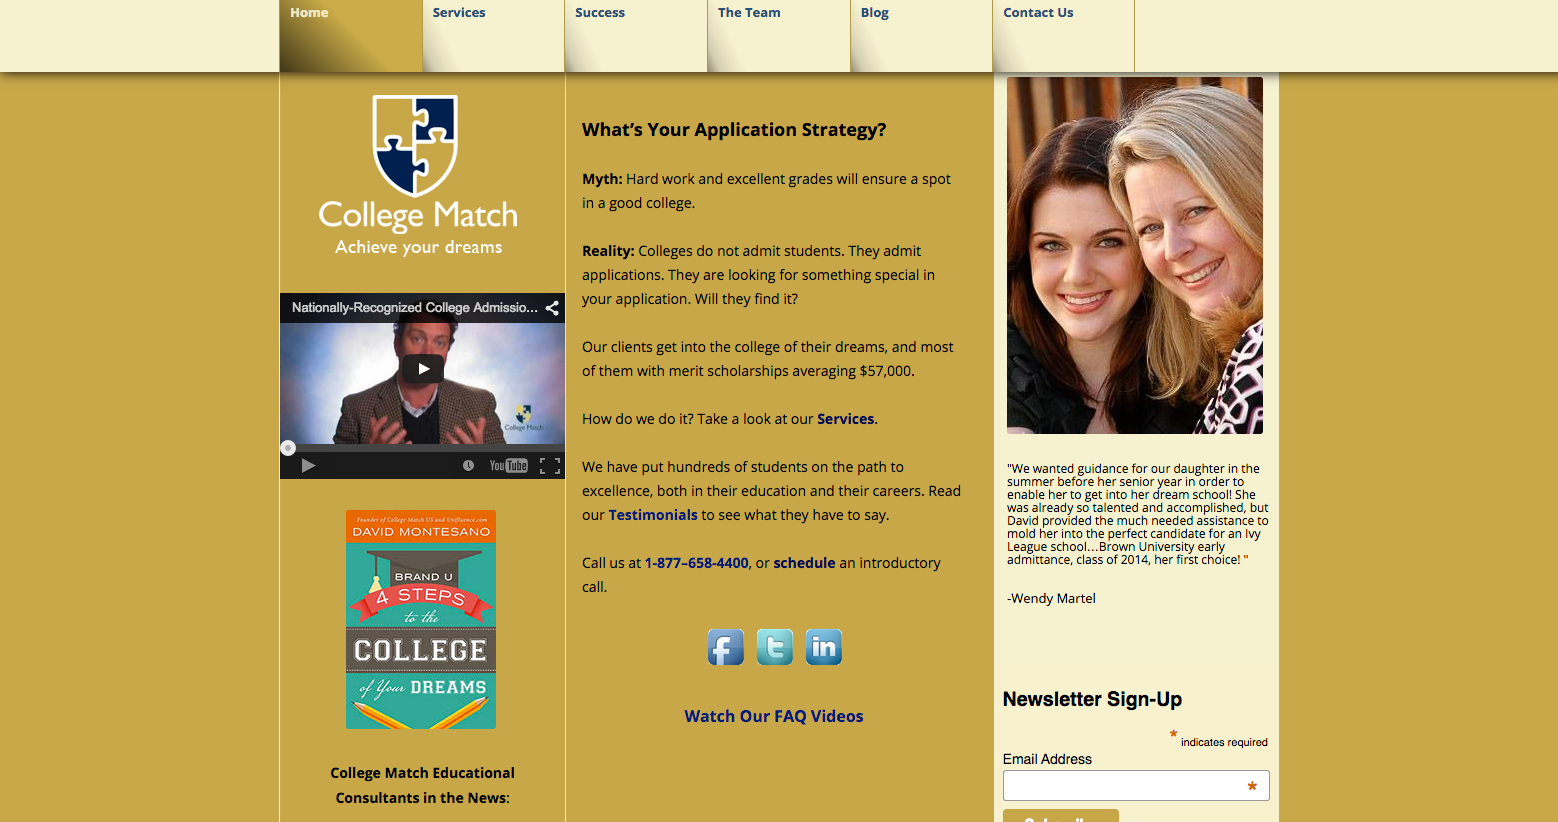 Home
Services
Success
The Team
Blog
Contact Us
College Match
Achieve your dreams
Nationally-Recognized College Admissio...
College Match
YouTube
Founder of College Match US and Unifluence.com
DAVID MONTESANO
BRAND U
4 STEPS
to the
COLLEGE
of Your DREAMS
College Match Educational
Consultants in the News:
What's Your Application Strategy?
Myth: Hard work and excellent grades will ensure a spot
in a good college.
Reality: Colleges do not admit students. They admit
applications. They are looking for something special in
your application. Will they find it?
Our clients get into the college of their dreams, and most
of them with merit scholarships averaging $57,000.
How do we do it? Take a look at our Services.
We have put hundreds of students on the path to
excellence, both in their education and their careers. Read
our Testimonials to see what they have to say.
Call us at 1-877–658-4400, or schedule an introductory
call.
f
t
in
Watch Our FAQ Videos
"We wanted guidance for our daughter in the
summer before her senior year in order to
enable her to get into her dream school! She
was already so talented and accomplished, but
David provided the much needed assistance to
mold her into the perfect candidate for an Ivy
League school…Brown University early
admittance, class of 2014, her first choice! "
-Wendy Martel
Newsletter Sign-Up
* indicates required
Email Address
*